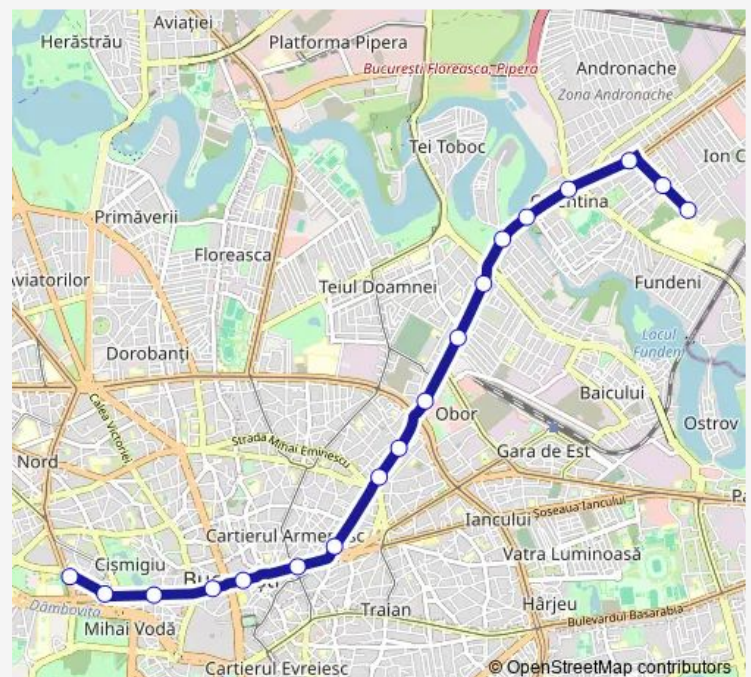 Aviației
Herăstrău
Platforma Pipera
București Floreasca, Pipera
Andronache
Zona Andronache
Tei Toboc
Ion C
Primăverii
Floreasca
Aviatorilor
Teiul Doamnei
Fundeni
Lacul
Fundeni
Dorobanți
Calea Victoriei
Baicului
Obor
Ostrov
Strada Mihai Eminescu
Gara de Est
Nord
Șoseaua Iancului
Iancului
Cartierul Armenesc
Cișmigiu
Vatra Luminoasă
Dâmbovița
Mihai Vodă
Traian
Hârjeu
Bulevardul Basarabia
Cartierul Evreiesc
© OpenStreetMap contributors